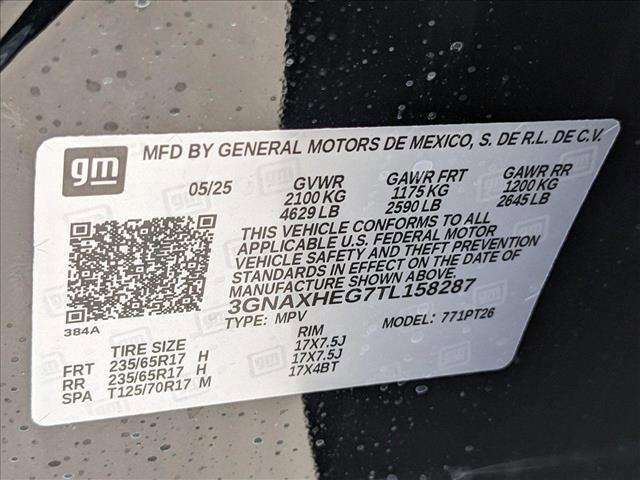 gm MFD BY GENERAL MOTORS DE MEXICO, S. DE R.L. DE C.V.
05/25 GVWR GAWR FRT GAWR RR
2100 KG 1175 KG 1200 KG
4629 LB 2590 LB 2645 LB
THIS VEHICLE CONFORMS TO ALL
APPLICABLE U.S. FEDERAL MOTOR
VEHICLE SAFETY AND THEFT PREVENTION
STANDARDS IN EFFECT ON THE DATE OF
MANUFACTURE SHOWN ABOVE.
384A 3GNAXHEG7TL158287
TYPE: MPV MODEL: 771PT26
TIRE SIZE RIM
FRT 235/65R17 H 17X7.5J
RR 235/65R17 H 17X7.5J
SPA T125/70R17 M 17X4BT